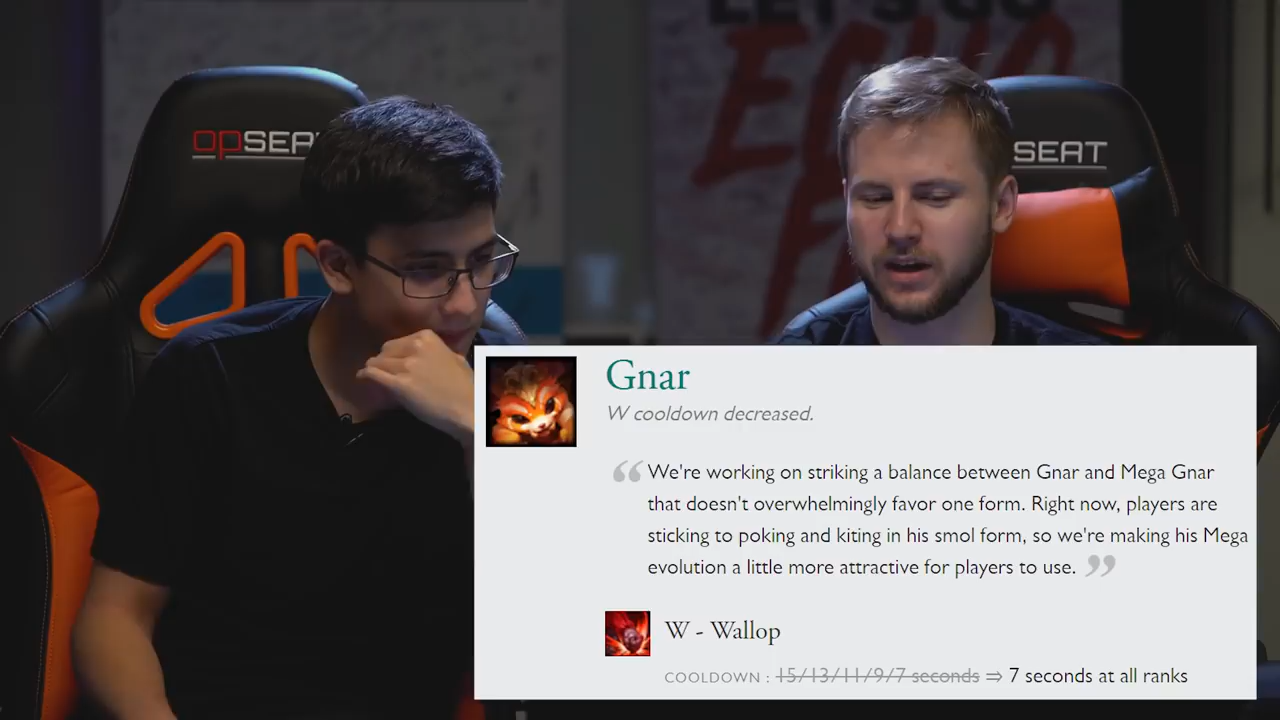 LET'S GO
opSEAT
SEAT
Gnar
W cooldown decreased.
“ We're working on striking a balance between Gnar and Mega Gnar
that doesn't overwhelmingly favor one form. Right now, players are
sticking to poking and kiting in his smol form, so we're making his Mega
evolution a little more attractive for players to use. ”
W - Wallop
COOLDOWN : 15/13/11/9/7 seconds ⇒ 7 seconds at all ranks